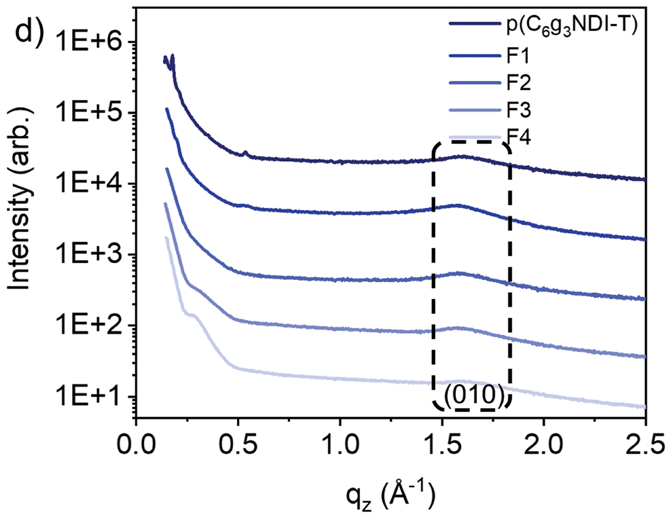 d)
p(C₆g₃NDI-T)
F1
F2
F3
F4
Intensity (arb.)
1E+6
1E+5
1E+4
1E+3
1E+2
1E+1
(010)
0.0 0.5 1.0 1.5 2.0 2.5
q_z (Å⁻¹)